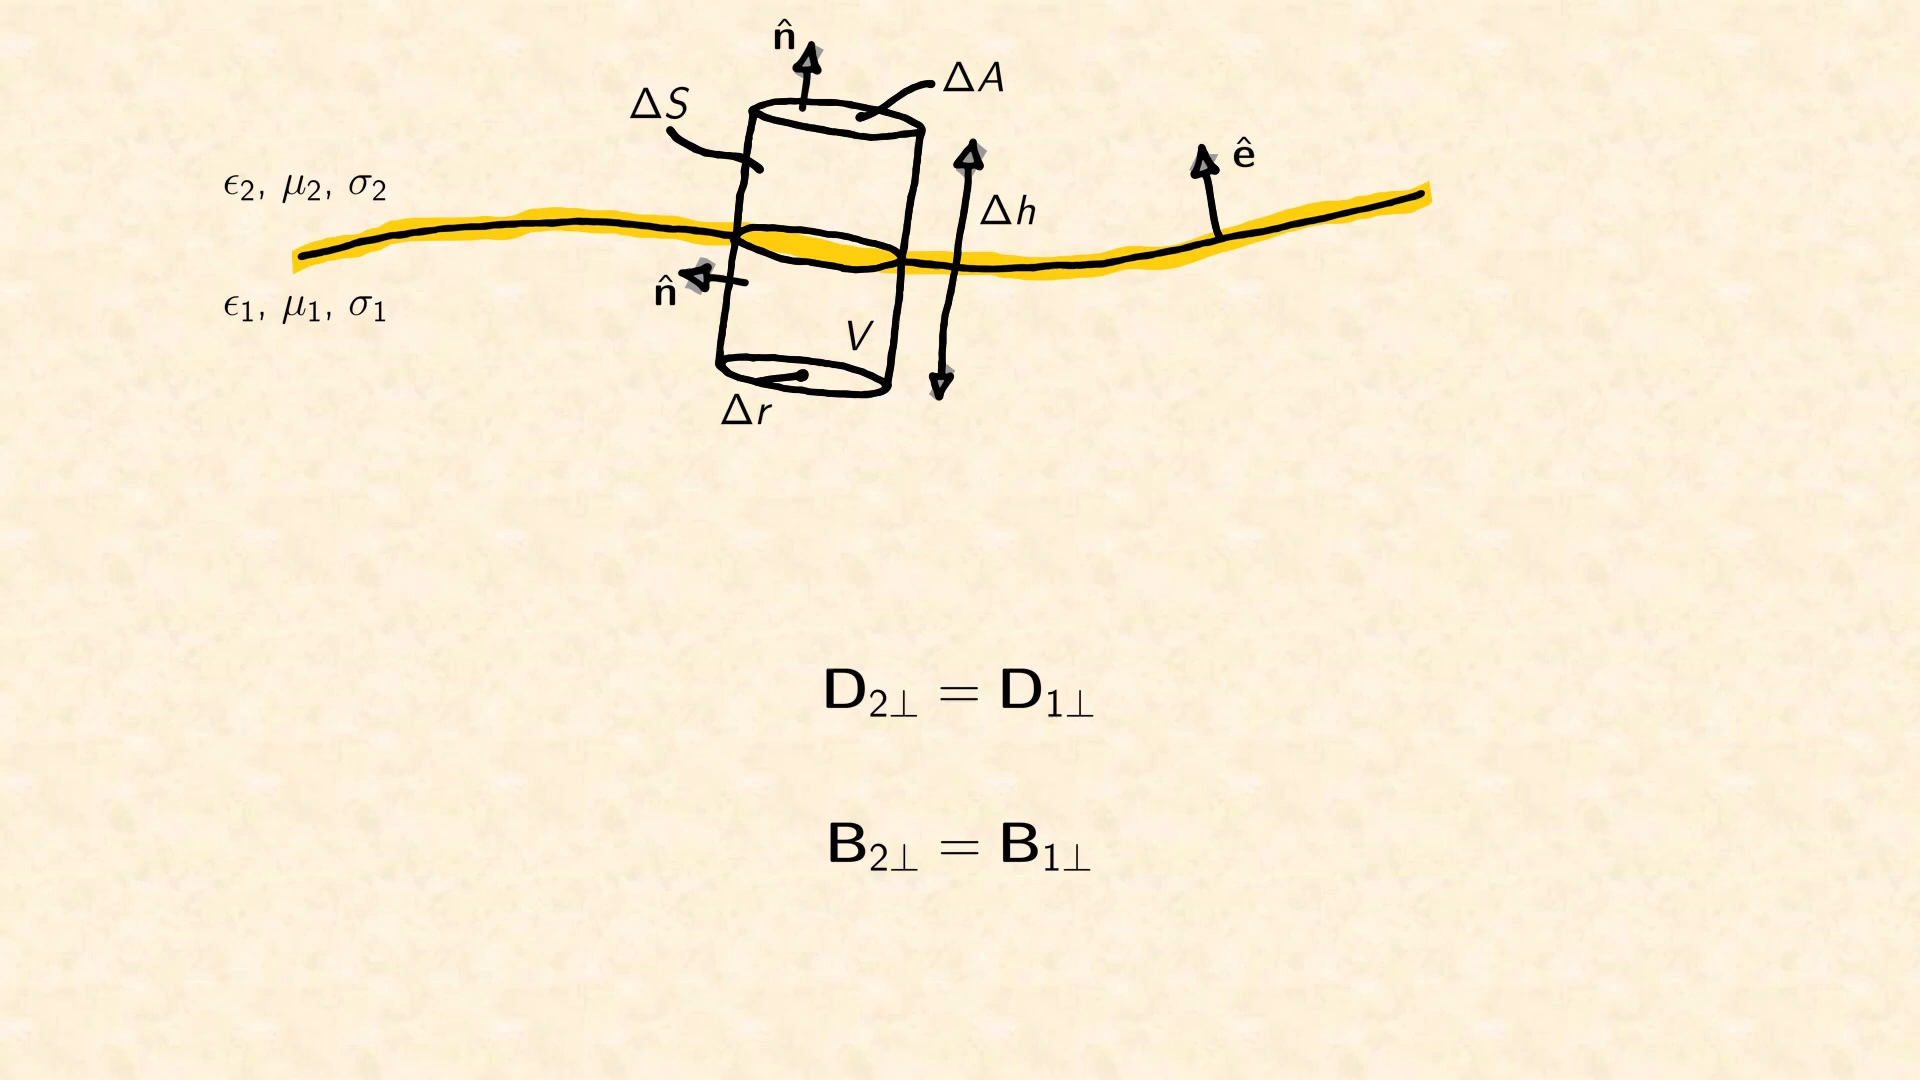 n̂
ΔA
ΔS
ê
ϵ₂, μ₂, σ₂
Δh
n̂
ϵ₁, μ₁, σ₁
V
Δr
D₂⊥ = D₁⊥
B₂⊥ = B₁⊥